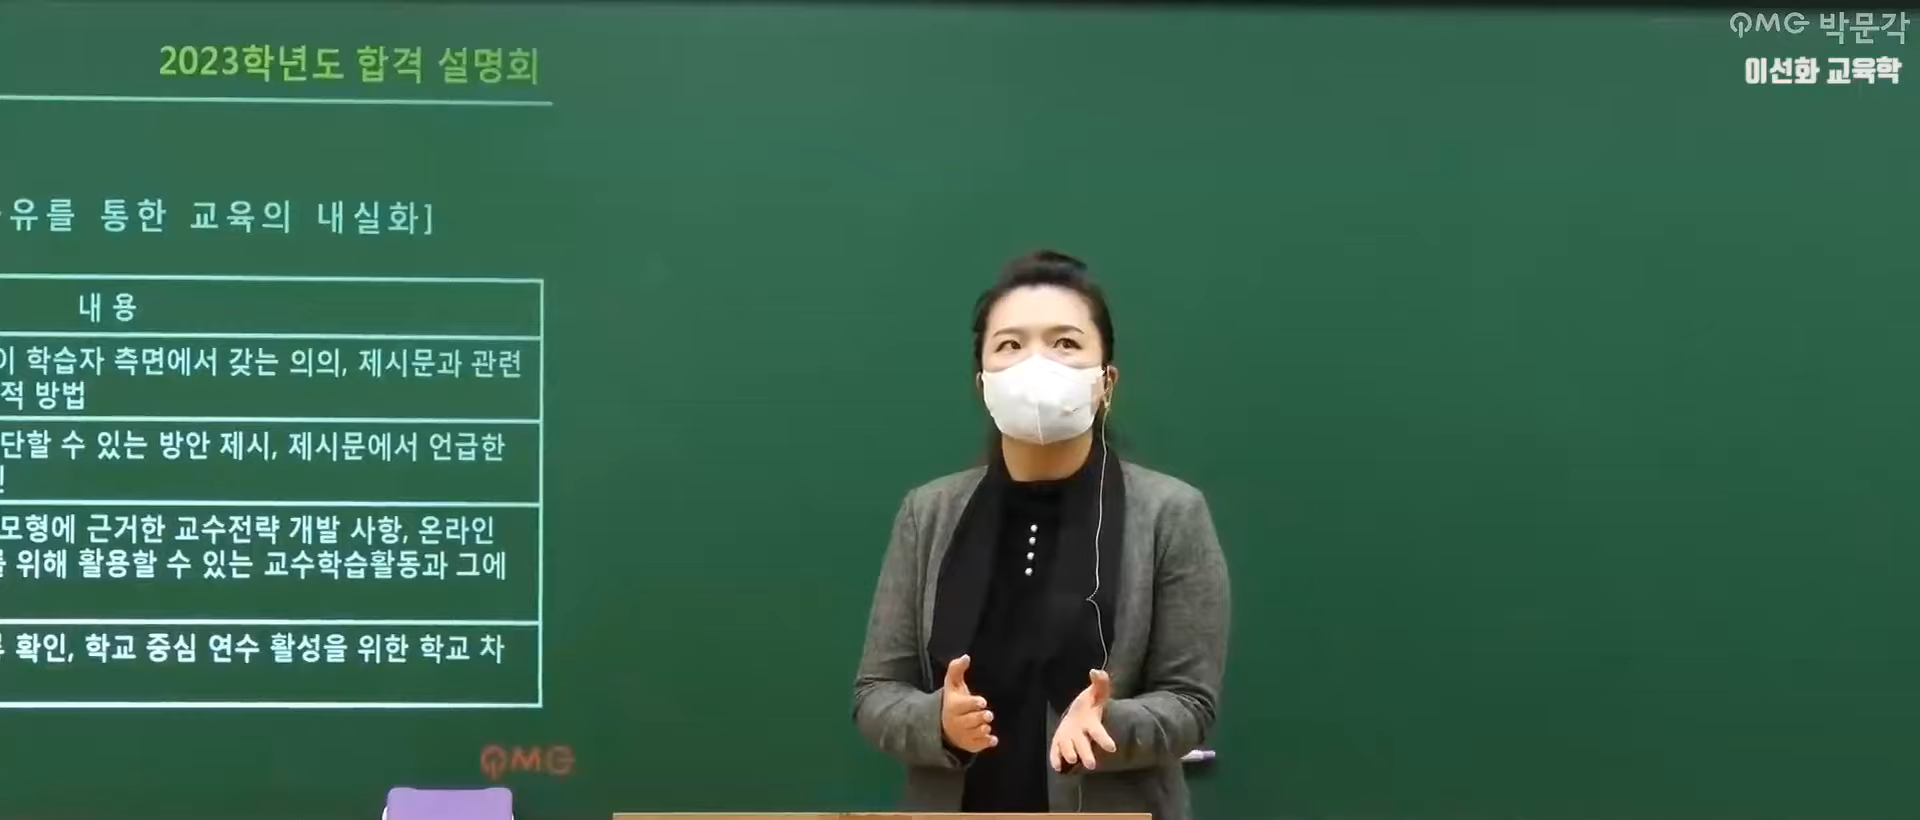 2023학년도 합격 설명회
PMG 박문각
이선화 교육학
유를 통한 교육의 내실화]
내 용
이 학습자 측면에서 갖는 의의, 제시문과 관련
적 방법
단할 수 있는 방안 제시, 제시문에서 언급한
모형에 근거한 교수전략 개발 사항, 온라인
위해 활용할 수 있는 교수학습활동과 그에
확인, 학교 중심 연수 활성을 위한 학교 차
PMG